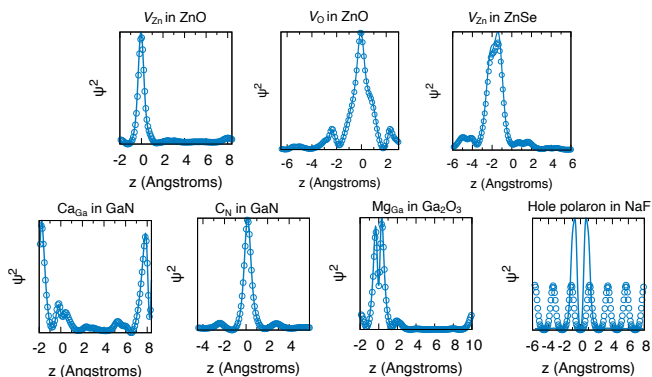 V_Zn in ZnO
V_O in ZnO
V_Zn in ZnSe
ψ²
ψ²
ψ²
-2 0 2 4 6 8
-6 -4 -2 0 2
-6 -4 -2 0 2 4 6
z (Angstroms)
z (Angstroms)
z (Angstroms)
Ca_Ga in GaN
C_N in GaN
Mg_Ga in Ga₂O₃
Hole polaron in NaF
ψ²
ψ²
ψ²
ψ²
-2 0 2 4 6 8
-4 -2 0 2 4
-2 0 2 4 6 8 10
-6 -4 -2 0 2 4 6 8
z (Angstroms)
z (Angstroms)
z (Angstroms)
z (Angstroms)